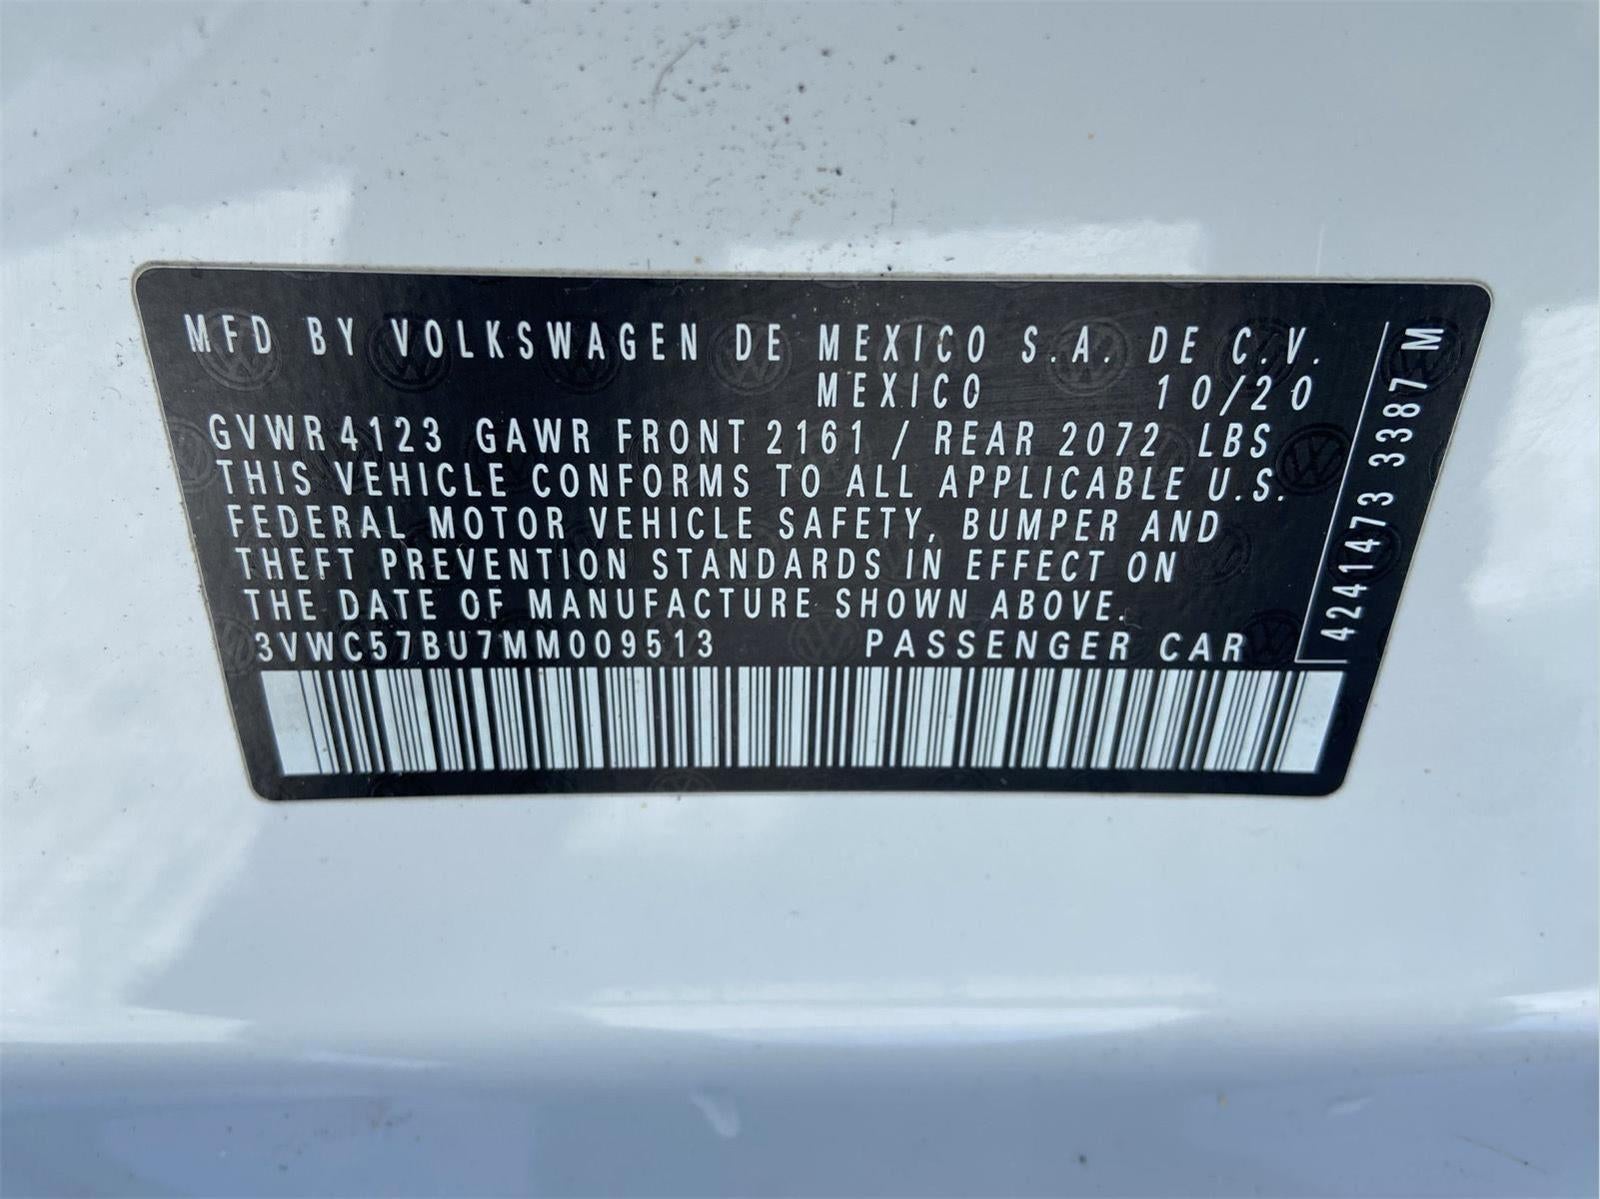 MFD BY VOLKSWAGEN DE MEXICO S.A. DE C.V.
MEXICO 10/20
GVWR 4123 GAWR FRONT 2161 / REAR 2072 LBS
THIS VEHICLE CONFORMS TO ALL APPLICABLE U.S.
FEDERAL MOTOR VEHICLE SAFETY, BUMPER AND
THEFT PREVENTION STANDARDS IN EFFECT ON
THE DATE OF MANUFACTURE SHOWN ABOVE.
3VWC57BU7MM009513 PASSENGER CAR
4241473 3387 M